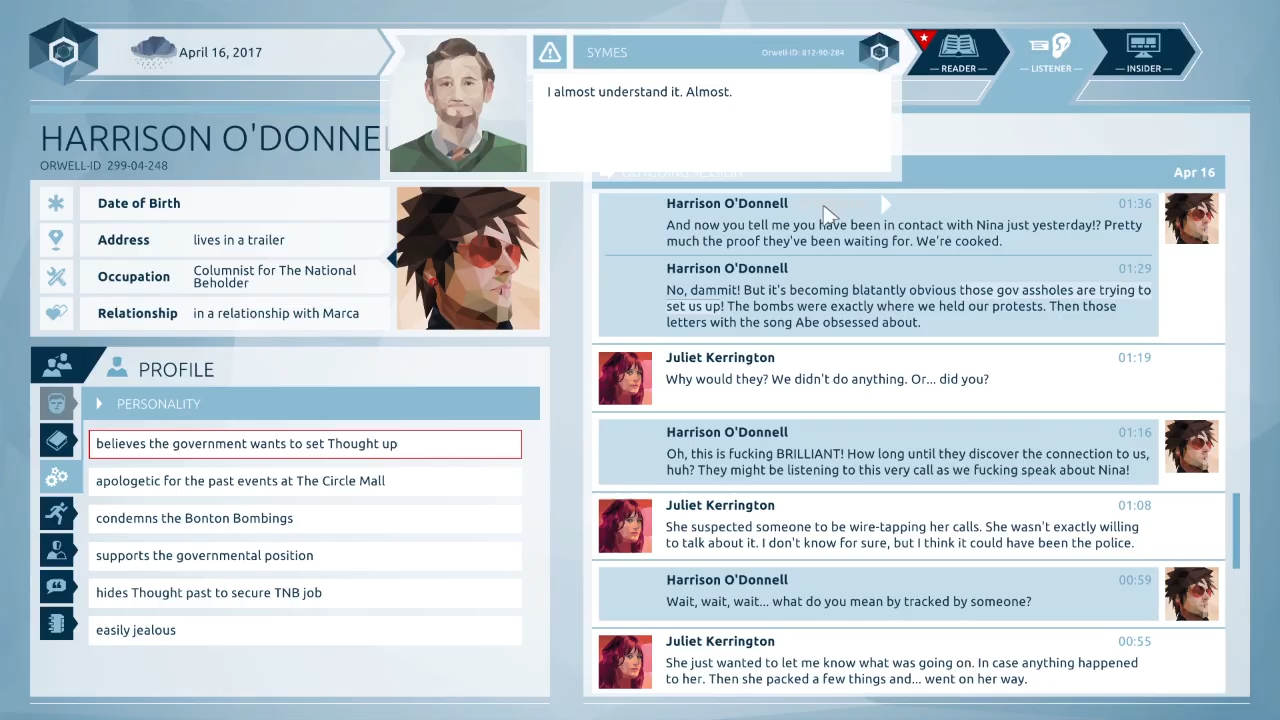 April 16, 2017
SYMES
Orwell-ID: 812-90-284
I almost understand it. Almost.
READER
LISTENER
INSIDER
HARRISON O'DONNEL
ORWELL-ID 299-04-248
Date of Birth
Address lives in a trailer
Occupation Columnist for The National
Beholder
Relationship in a relationship with Marca
PROFILE
PERSONALITY
believes the government wants to set Thought up
apologetic for the past events at The Circle Mall
condemns the Bonton Bombings
supports the governmental position
hides Thought past to secure TNB job
easily jealous
Apr 16
Harrison O'Donnell 01:36
And now you tell me you have been in contact with Nina just yesterday!? Pretty
much the proof they've been waiting for. We're cooked.
Harrison O'Donnell 01:29
No, dammit! But it's becoming blatantly obvious those gov assholes are trying to
set us up! The bombs were exactly where we held our protests. Then those
letters with the song Abe obsessed about.
Juliet Kerrington 01:19
Why would they? We didn't do anything. Or... did you?
Harrison O'Donnell 01:16
Oh, this is fucking BRILLIANT! How long until they discover the connection to us,
huh? They might be listening to this very call as we fucking speak about Nina!
Juliet Kerrington 01:08
She suspected someone to be wire-tapping her calls. She wasn't exactly willing
to talk about it. I don't know for sure, but I think it could have been the police.
Harrison O'Donnell 00:59
Wait, wait, wait... what do you mean by tracked by someone?
Juliet Kerrington 00:55
She just wanted to let me know what was going on. In case anything happened
to her. Then she packed a few things and... went on her way.